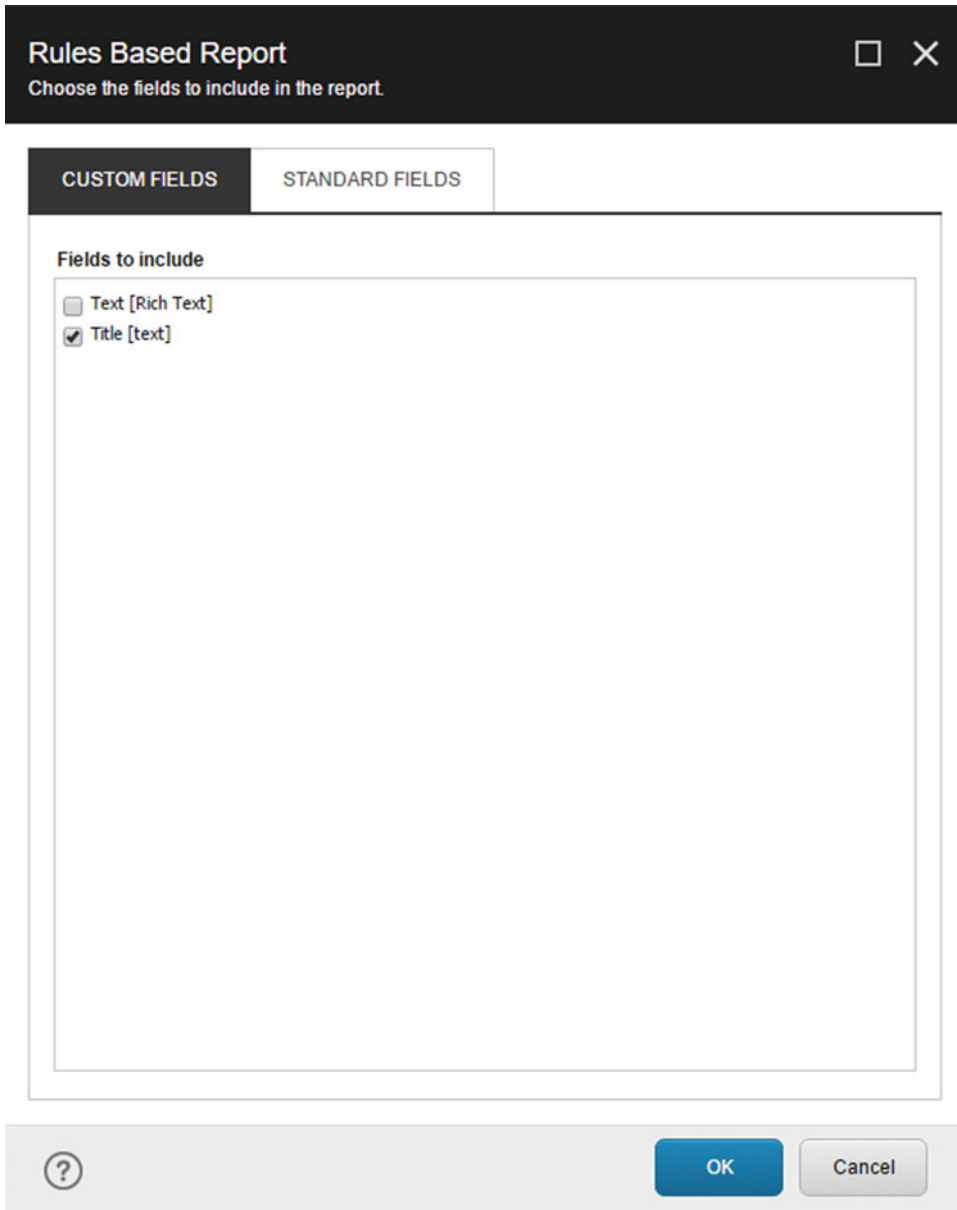 Rules Based Report
Choose the fields to include in the report.
CUSTOM FIELDS
STANDARD FIELDS
Fields to include
Text [Rich Text]
Title [text]
?
OK
Cancel